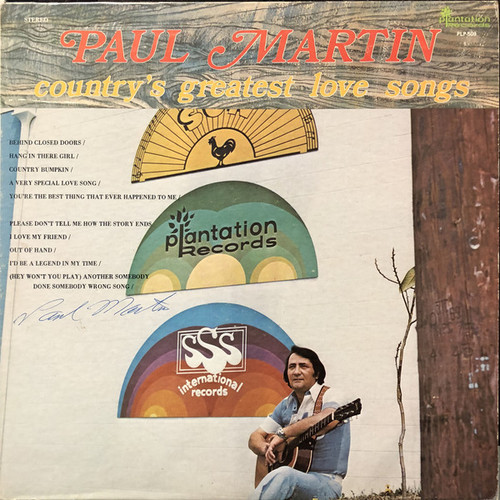 STEREO
plantation
PLP-508
PAUL MARTIN
country's greatest love songs
SUN
BEHIND CLOSED DOORS /
HANG IN THERE GIRL /
COUNTRY BUMPKIN /
A VERY SPECIAL LOVE SONG /
YOU'RE THE BEST THING THAT EVER HAPPENED TO ME /
PLEASE DON'T TELL ME HOW THE STORY ENDS
I LOVE MY FRIEND /
OUT OF HAND /
I'D BE A LEGEND IN MY TIME /
(HEY WON'T YOU PLAY) ANOTHER SOMEBODY
DONE SOMEBODY WRONG SONG /
plantation
Records
Paul Martin
SSS
international
records